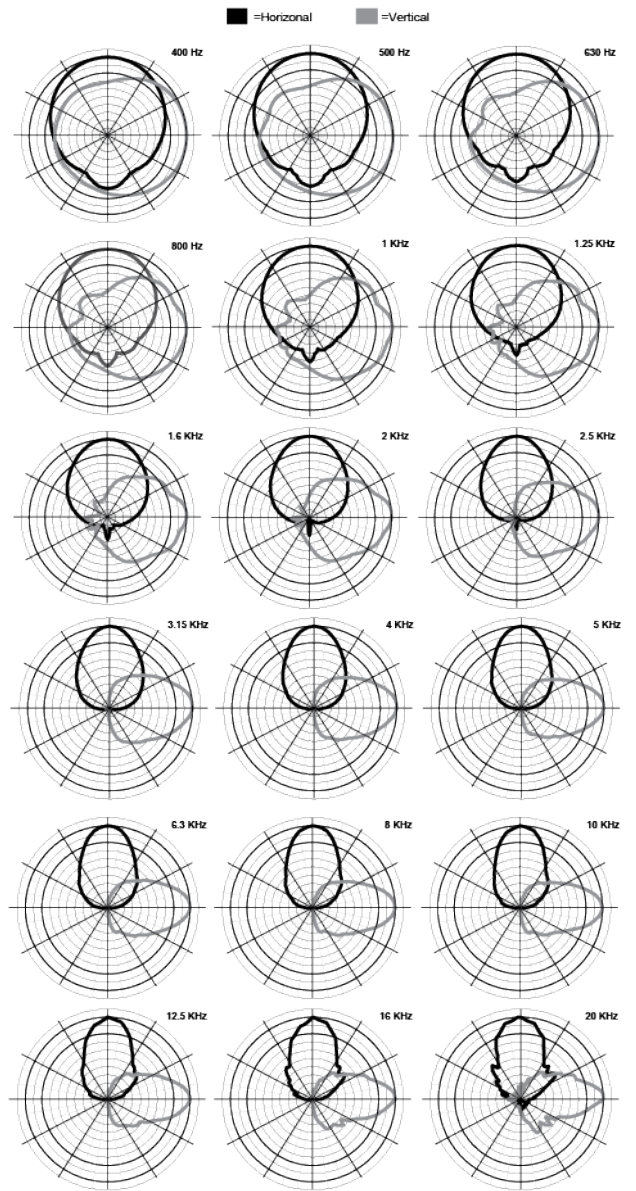 =Horizonal =Vertical
400 Hz 500 Hz 630 Hz
800 Hz 1 KHz 1.25 KHz
1.6 KHz 2 KHz 2.5 KHz
3.15 KHz 4 KHz 5 KHz
6.3 KHz 8 KHz 10 KHz
12.5 KHz 16 KHz 20 KHz